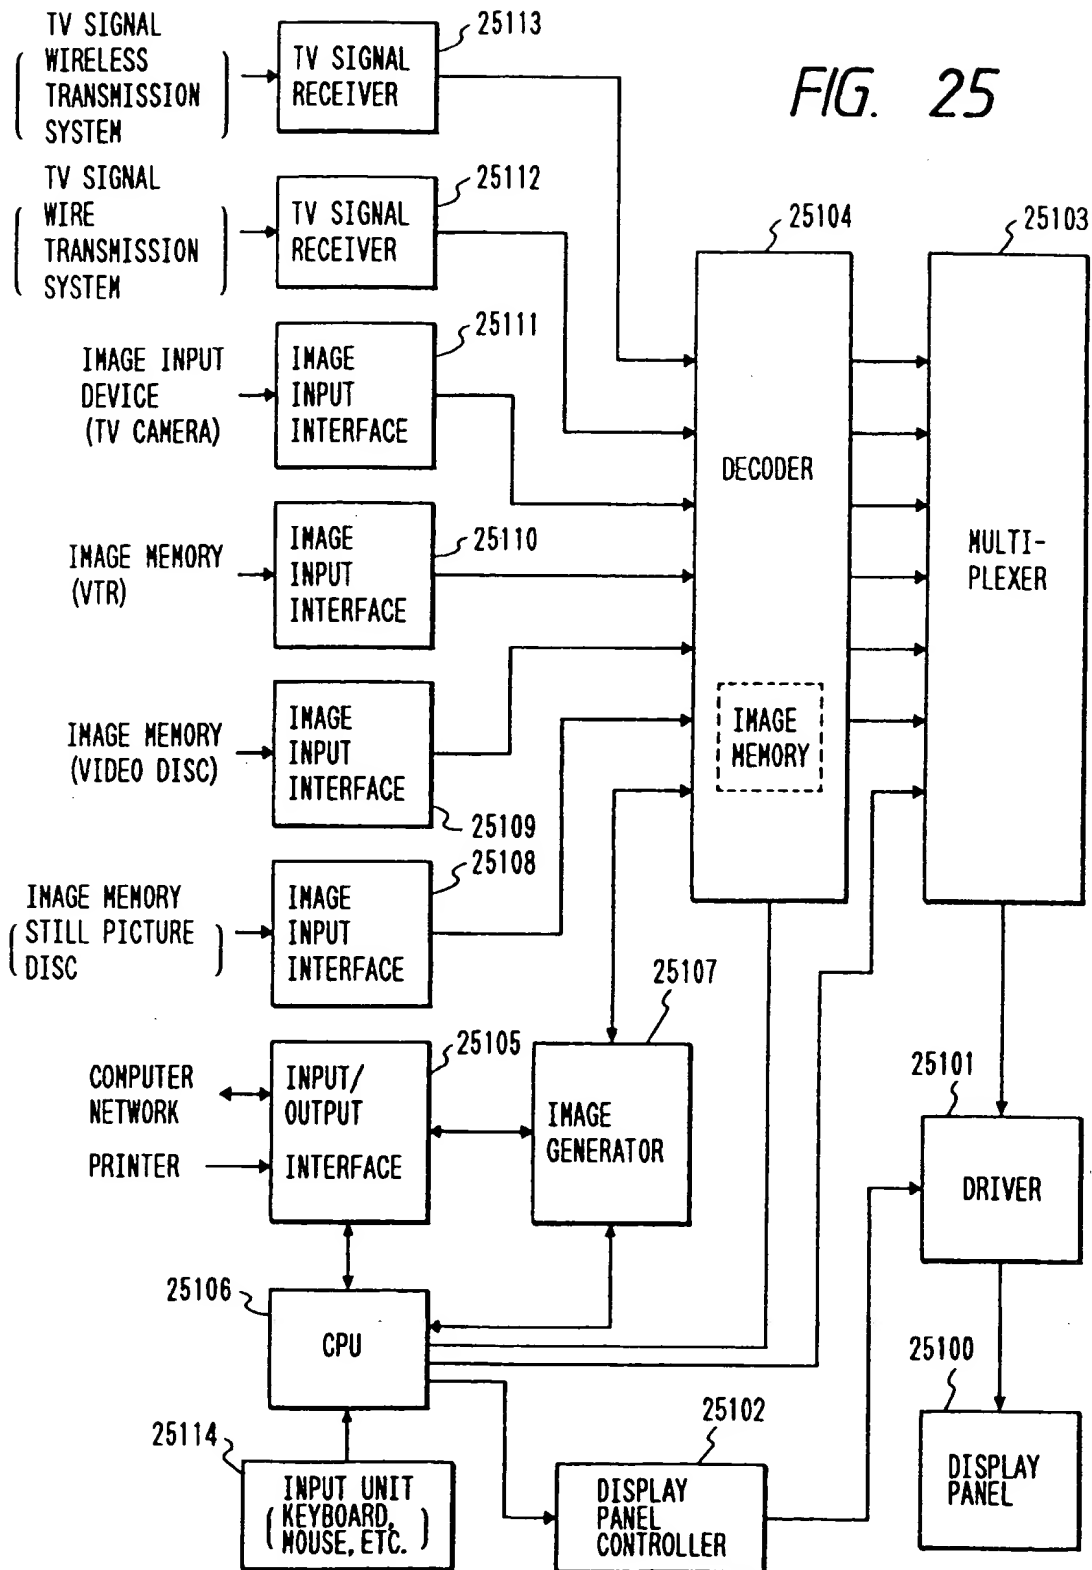 FIG. 25
TV SIGNAL
WIRELESS
TRANSMISSION
SYSTEM
TV SIGNAL
RECEIVER
25113
TV SIGNAL
WIRE
TRANSMISSION
SYSTEM
TV SIGNAL
RECEIVER
25112
IMAGE INPUT
DEVICE
(TV CAMERA)
IMAGE
INPUT
INTERFACE
25111
IMAGE MEMORY
(VTR)
IMAGE
INPUT
INTERFACE
25110
IMAGE MEMORY
(VIDEO DISC)
IMAGE
INPUT
INTERFACE
25109
IMAGE MEMORY
STILL PICTURE
DISC
IMAGE
INPUT
INTERFACE
25108
25104
DECODER
IMAGE
MEMORY
25103
MULTI-
PLEXER
COMPUTER
NETWORK
PRINTER
25105
INPUT/
OUTPUT
INTERFACE
25107
IMAGE
GENERATOR
25101
DRIVER
25106
CPU
25100
DISPLAY
PANEL
25114
INPUT UNIT
(KEYBOARD,
MOUSE, ETC.)
25102
DISPLAY
PANEL
CONTROLLER